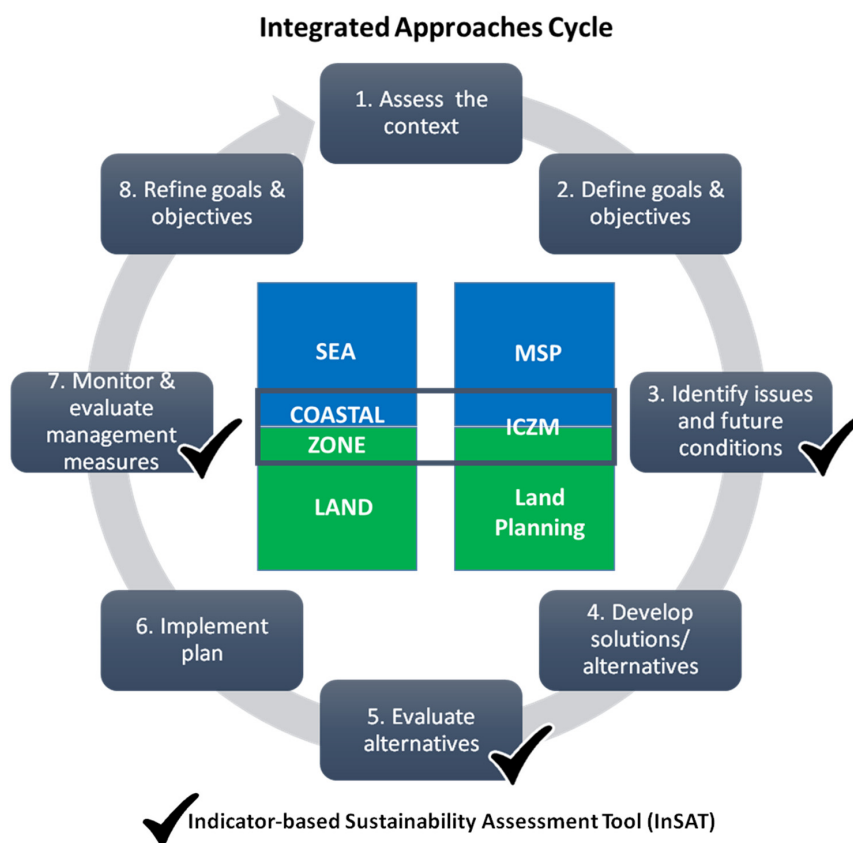 Integrated Approaches Cycle
1. Assess the
context
2. Define goals &
objectives
3. Identify issues
and future
conditions
4. Develop
solutions/
alternatives
5. Evaluate
alternatives
6. Implement
plan
7. Monitor &
evaluate
management
measures
8. Refine goals &
objectives
SEA
COASTAL
ZONE
LAND
MSP
ICZM
Land
Planning
Indicator-based Sustainability Assessment Tool (InSAT)